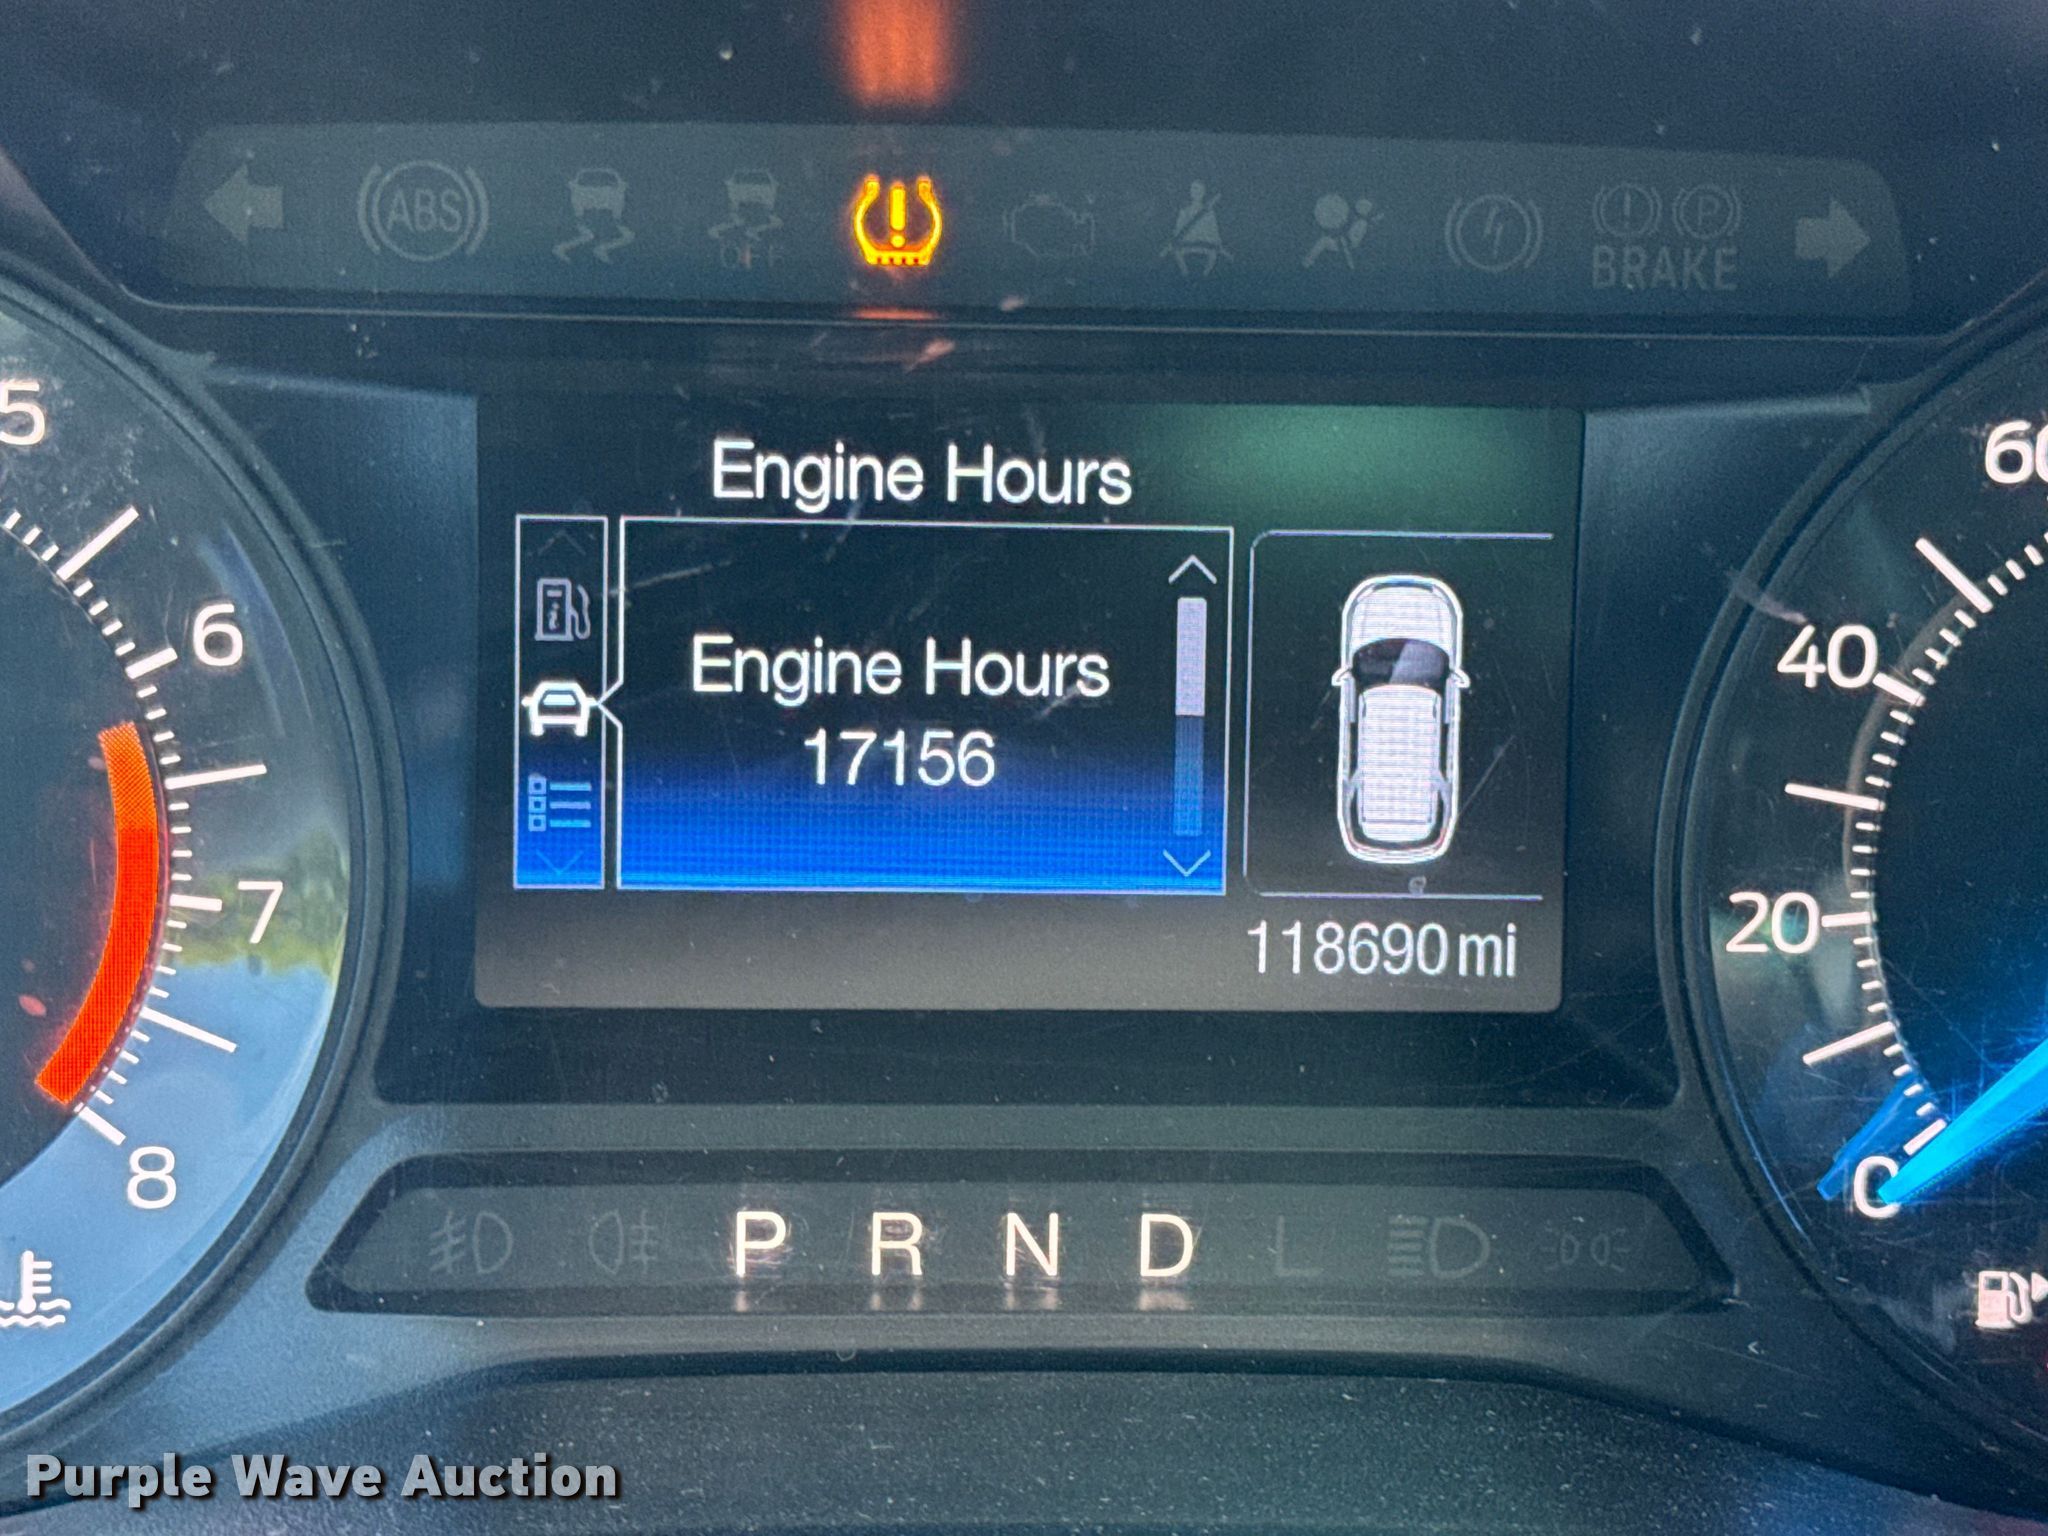 ABS
OFF
BRAKE
Engine Hours
Engine Hours
17156
118690 mi
5
6
7
8
60
40
20
0
P R N D L
Purple Wave Auction